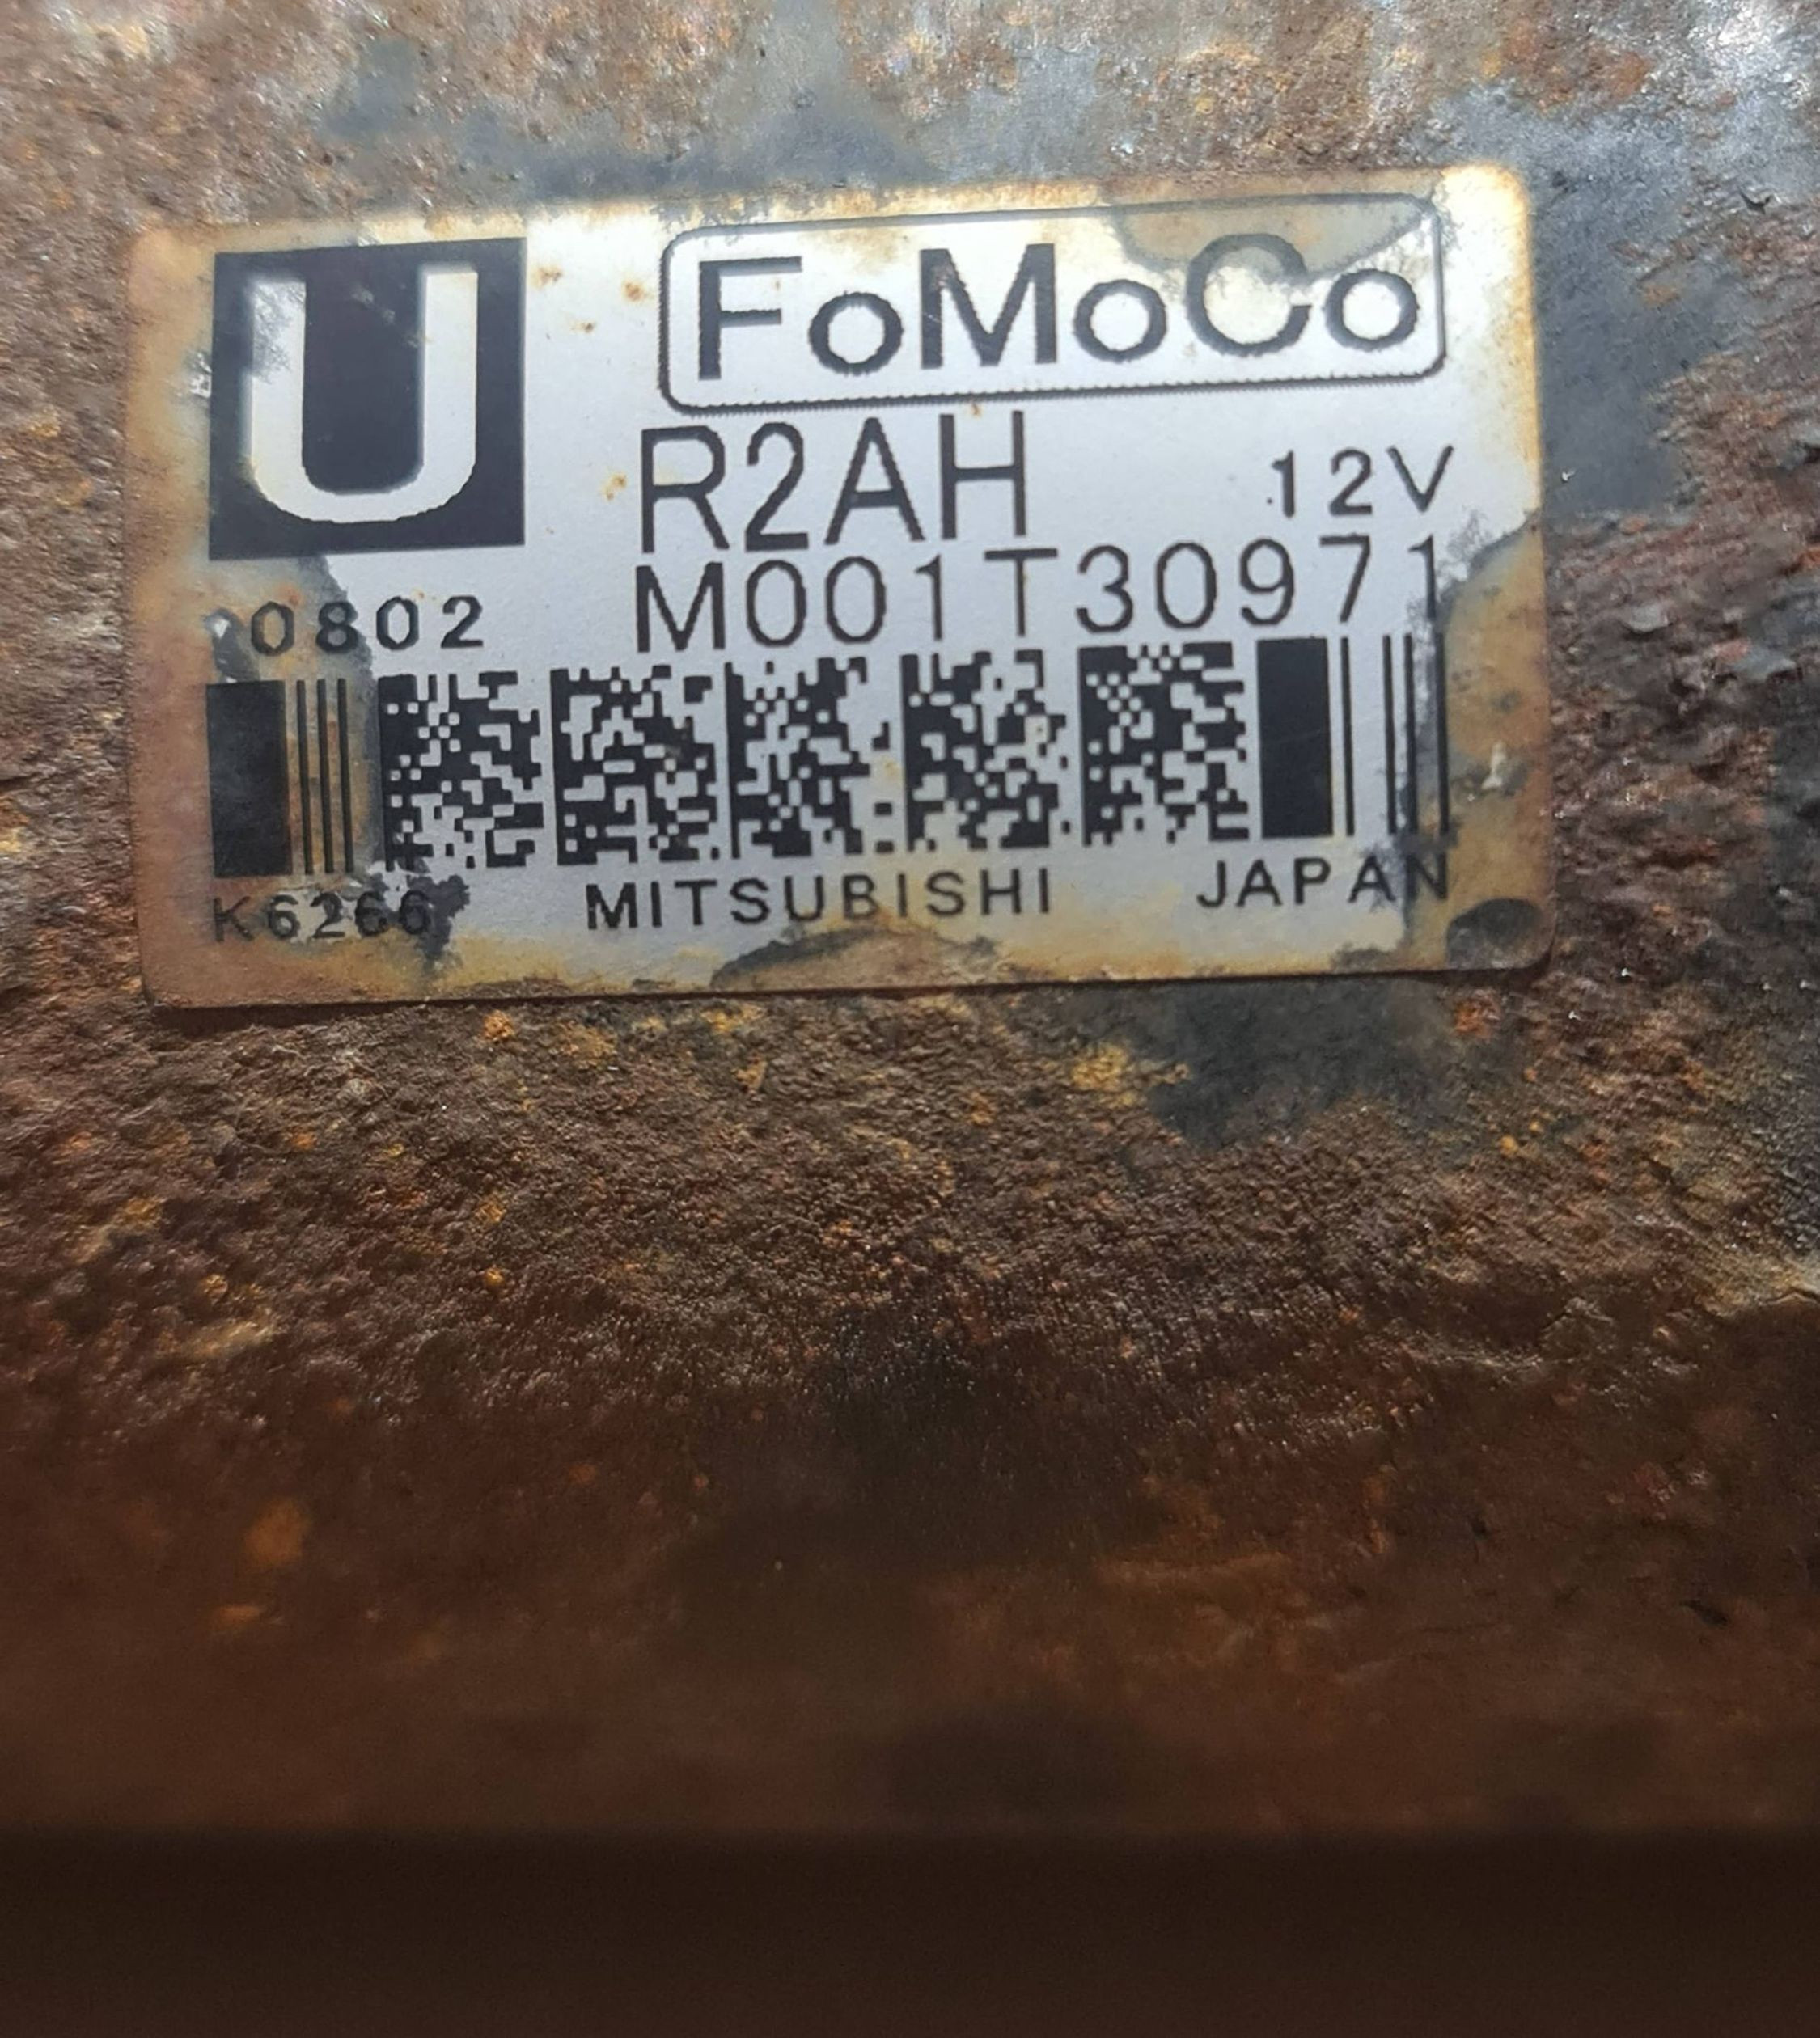 U
FoMoCo
R2AH 12V
M001T30971
0802
K6266
MITSUBISHI
JAPAN